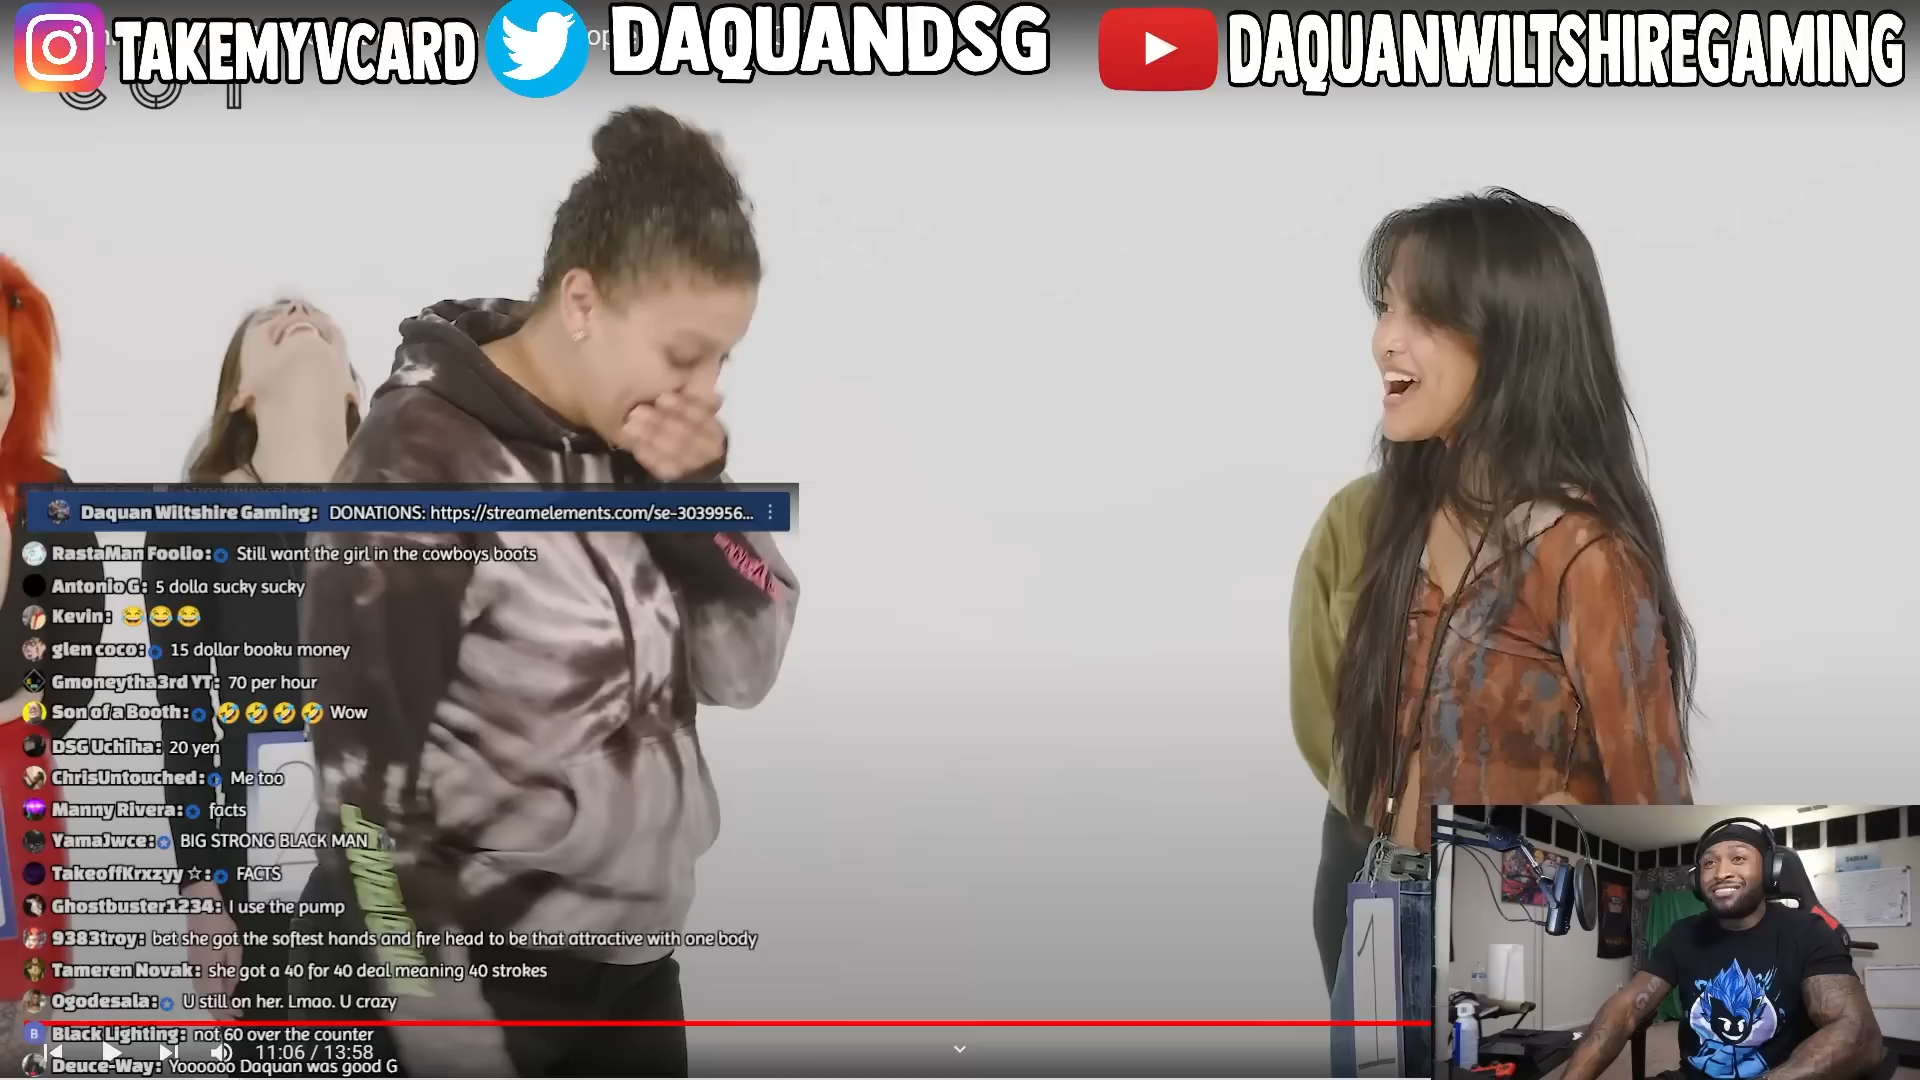 TAKEMYVCARD
DAQUANDSG
DAQUANWILTSHIREGAMING
CUT
Daquan Wiltshire Gaming: DONATIONS: https://streamelements.com/se-3039956...
RastaMan Foolio: Still want the girl in the cowboys boots
Antonio G: 5 dolla sucky sucky
Kevin: 😂😂😂
glen coco: 15 dollar booku money
Gmoneytha3rd YT: 70 per hour
Son of a Booth: 🤣🤣🤣🤣 Wow
DSG Uchiha: 20 yen
ChrisUntouched: Me too
Manny Rivera: facts
YamaJwce: BIG STRONG BLACK MAN
TakeoffKrxzyy ☆: FACTS
Ghostbuster1234: I use the pump
9383troy: bet she got the softest hands and fire head to be that attractive with one body
Tameren Novak: she got a 40 for 40 deal meaning 40 strokes
Ogodesala: U still on her. Lmao. U crazy
B Black Lighting: not 60 over the counter
11:06 / 13:58
Deuce-Way: Yoooooo Daquan was good G